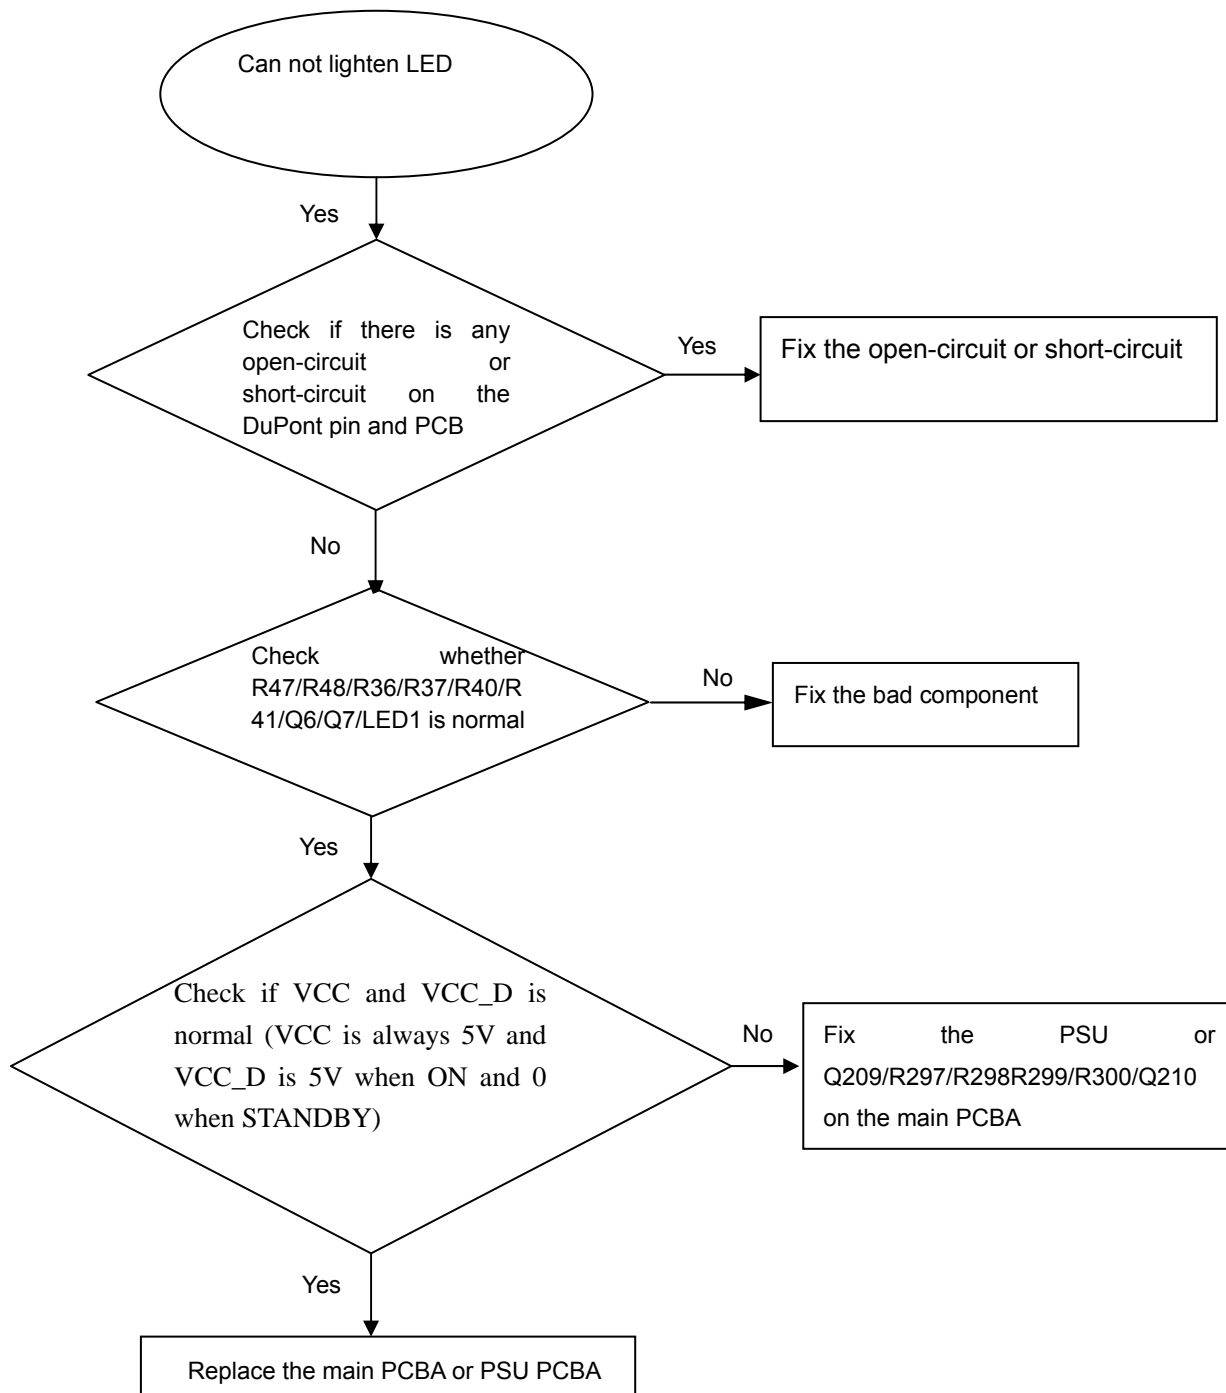 Can not lighten LED
Yes
Check if there is any
open-circuit or
short-circuit on the
DuPont pin and PCB
Yes
Fix the open-circuit or short-circuit
No
Check whether
R47/R48/R36/R37/R40/R
41/Q6/Q7/LED1 is normal
No
Fix the bad component
Yes
Check if VCC and VCC_D is
normal (VCC is always 5V and
VCC_D is 5V when ON and 0
when STANDBY)
No
Fix the PSU or
Q209/R297/R298R299/R300/Q210
on the main PCBA
Yes
Replace the main PCBA or PSU PCBA